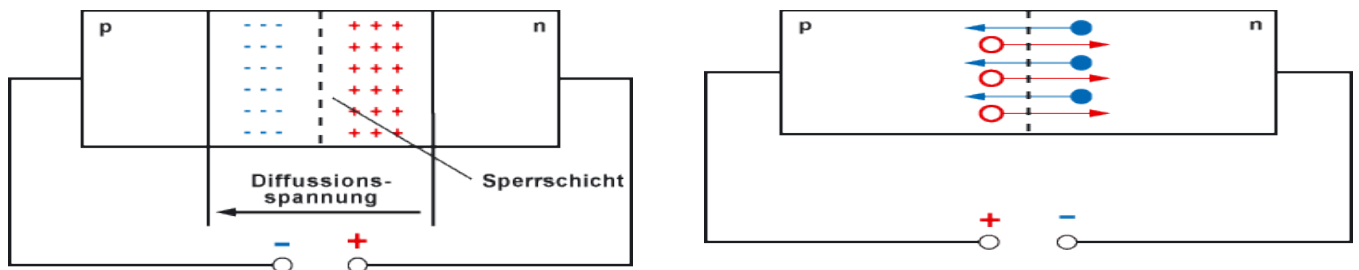 p
n
- - -
+ + +
- - -
+ + +
- - -
+ + +
- - -
+ + +
- - -
+ + +
- - -
+ + +
Diffussions-
spannung
Sperrschicht
- +
p
n
+ -